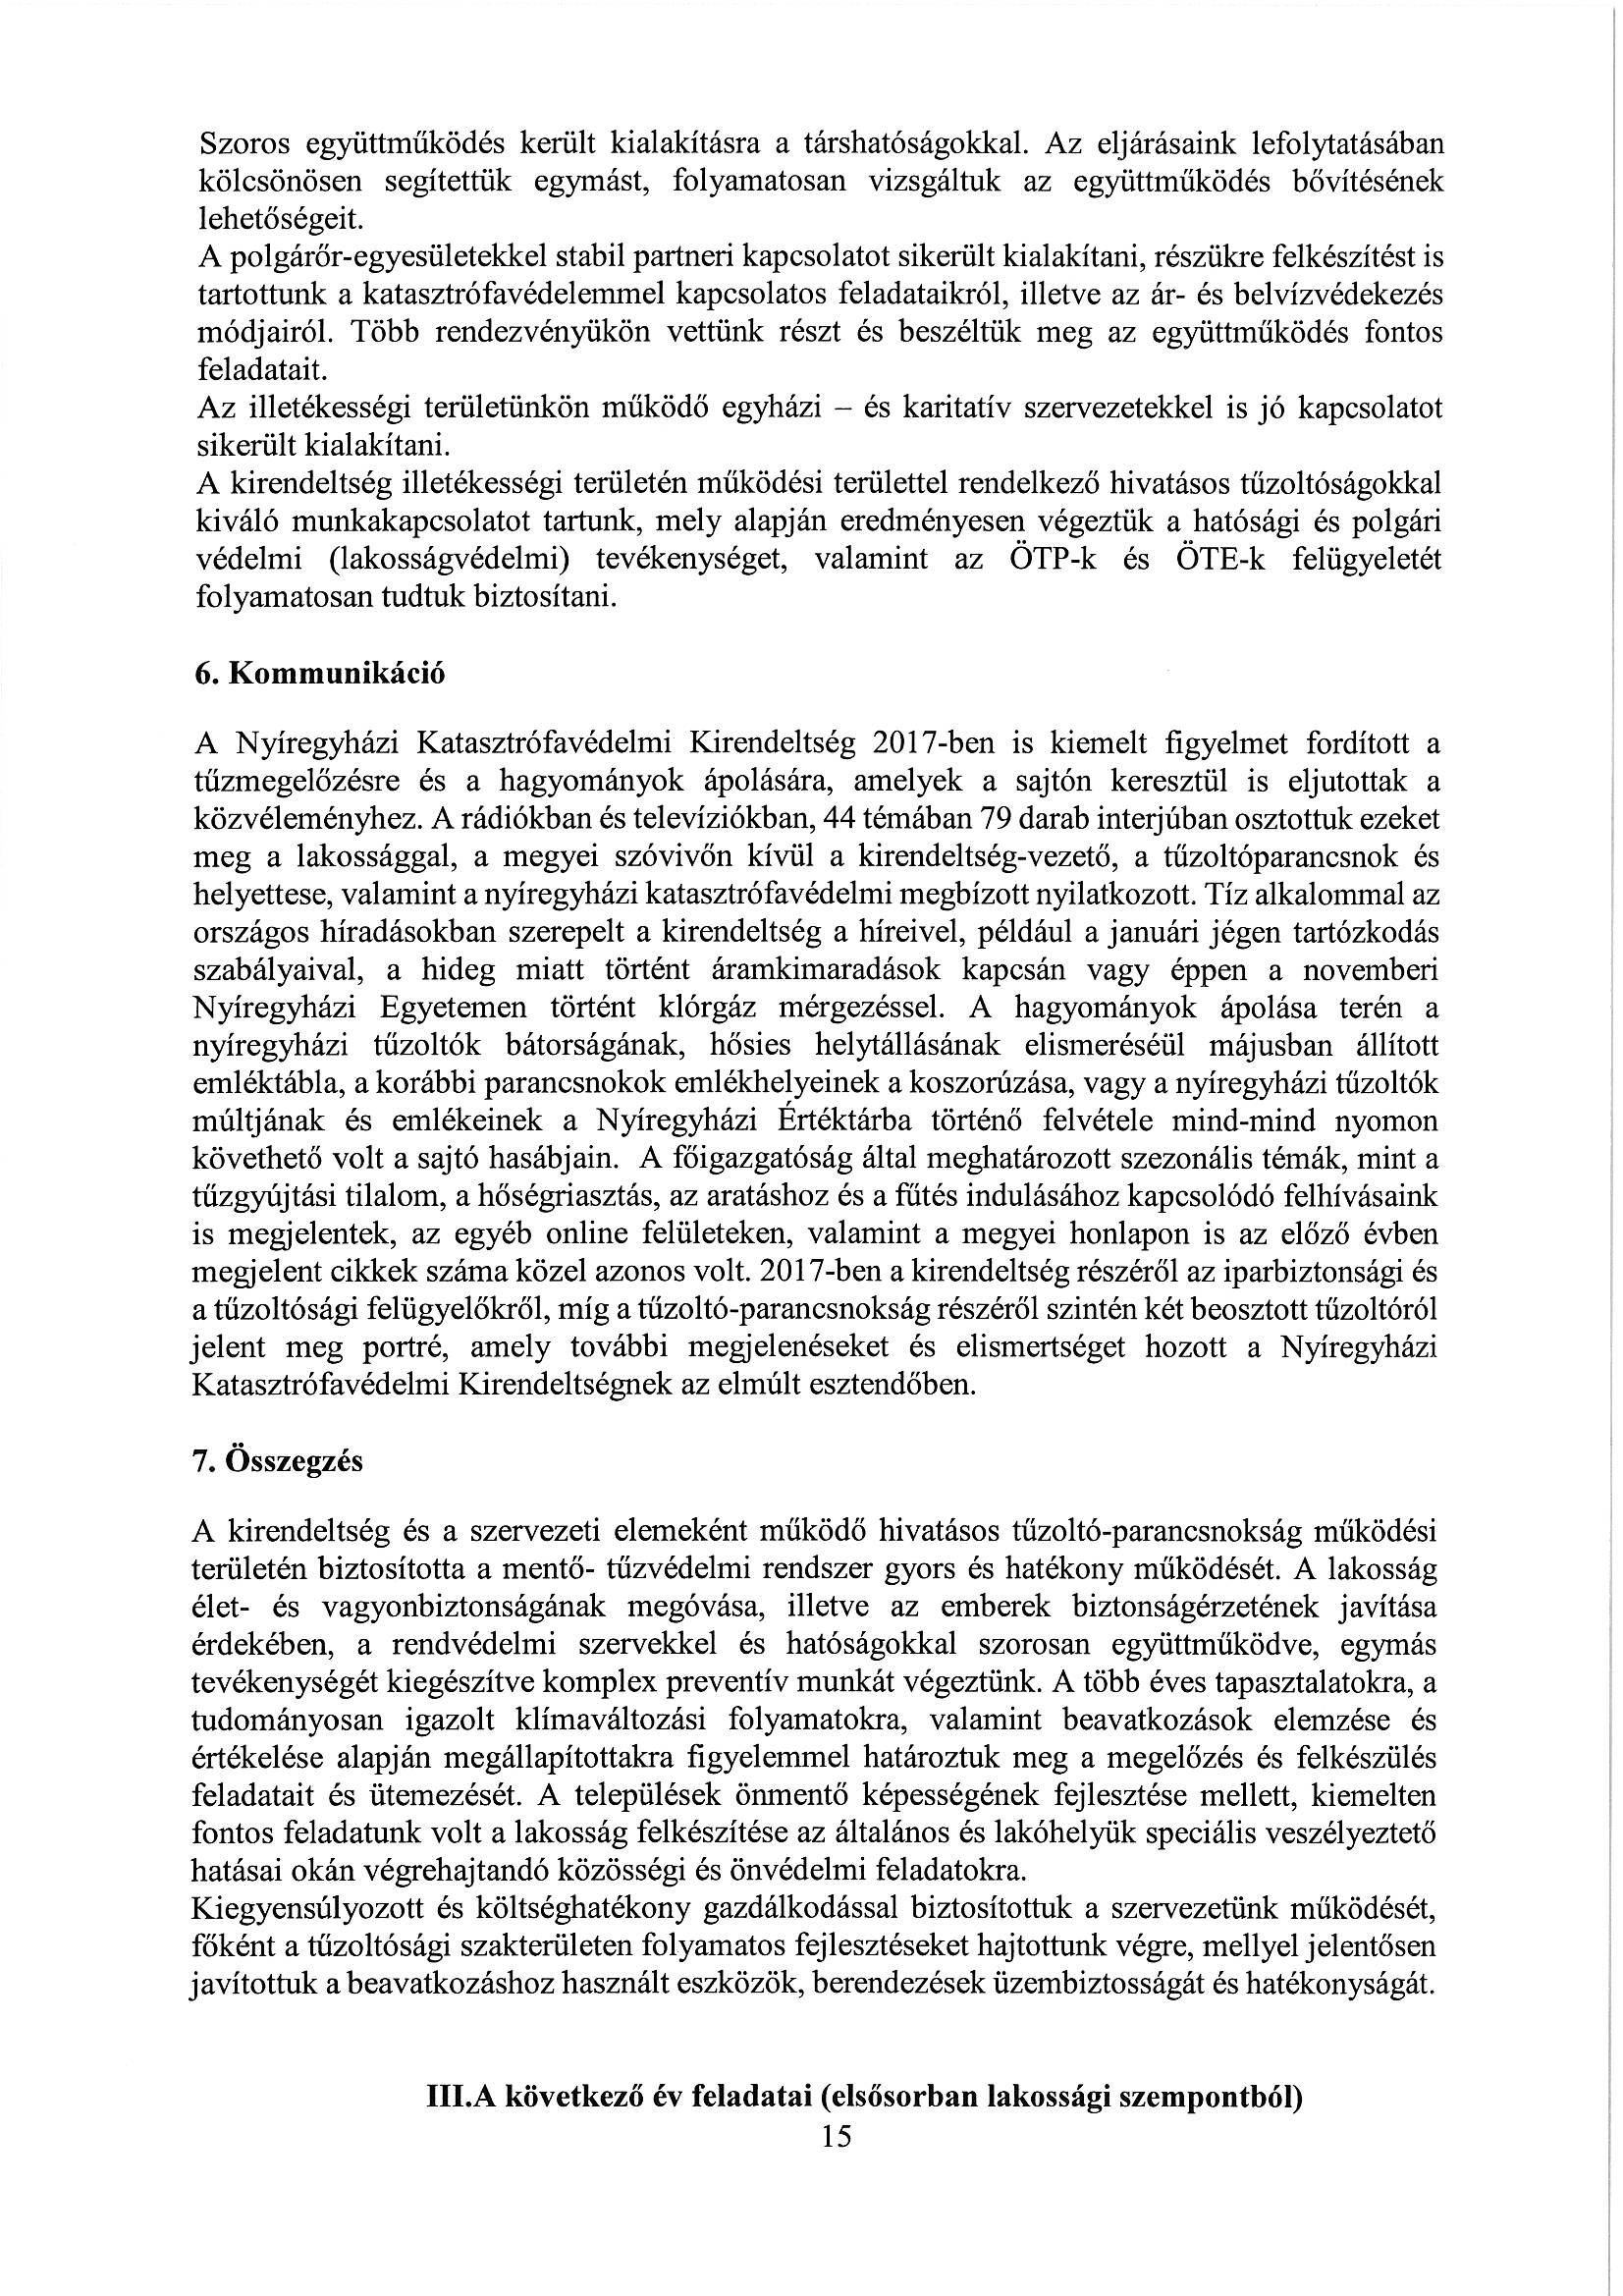 Szoros együttműködés került kialakításra a társhatóságokkal. Az eljárásaink lefolytatásában
kölcsönösen segítettük egymást, folyamatosan vizsgáltuk az együttműködés bővítésének
lehetőségeit.
A polgárőr-egyesületekkel stabil partneri kapcsolatot sikerült kialakítani, részükre felkészítést is
tartottunk a katasztrófavédelemmel kapcsolatos feladataikról, illetve az ár- és belvízvédekezés
módjairól. Több rendezvényükön vettünk részt és beszéltük meg az együttműködés fontos
feladatait.
Az illetékességi területünkön működő egyházi – és karitatív szervezetekkel is jó kapcsolatot
sikerült kialakítani.
A kirendeltség illetékességi területén működési területtel rendelkező hivatásos tűzoltóságokkal
kiváló munkakapcsolatot tartunk, mely alapján eredményesen végeztük a hatósági és polgári
védelmi (lakosságvédelmi) tevékenységet, valamint az ÖTP-k és ÖTE-k felügyeletét
folyamatosan tudtuk biztosítani.
6. Kommunikáció
A Nyíregyházi Katasztrófavédelmi Kirendeltség 2017-ben is kiemelt figyelmet fordított a
tűzmegelőzésre és a hagyományok ápolására, amelyek a sajtón keresztül is eljutottak a
közvéleményhez. A rádiókban és televíziókban, 44 témában 79 darab interjúban osztottuk ezeket
meg a lakossággal, a megyei szóvivőn kívül a kirendeltség-vezető, a tűzoltóparancsnok és
helyettese, valamint a nyíregyházi katasztrófavédelmi megbízott nyilatkozott. Tíz alkalommal az
országos híradásokban szerepelt a kirendeltség a híreivel, például a januári jégen tartózkodás
szabályaival, a hideg miatt történt áramkimaradások kapcsán vagy éppen a novemberi
Nyíregyházi Egyetemen történt klórgáz mérgezéssel. A hagyományok ápolása terén a
nyíregyházi tűzoltók bátorságának, hősies helytállásának elismeréséül májusban állított
emléktábla, a korábbi parancsnokok emlékhelyeinek a koszorúzása, vagy a nyíregyházi tűzoltók
múltjának és emlékeinek a Nyíregyházi Értéktárba történő felvétele mind-mind nyomon
követhető volt a sajtó hasábjain. A főigazgatóság által meghatározott szezonális témák, mint a
tűzgyújtási tilalom, a hőségriasztás, az aratáshoz és a fűtés indulásához kapcsolódó felhívásaink
is megjelentek, az egyéb online felületeken, valamint a megyei honlapon is az előző évben
megjelent cikkek száma közel azonos volt. 2017-ben a kirendeltség részéről az iparbiztonsági és
a tűzoltósági felügyelőkről, míg a tűzoltó-parancsnokság részéről szintén két beosztott tűzoltóról
jelent meg portré, amely további megjelenéseket és elismertséget hozott a Nyíregyházi
Katasztrófavédelmi Kirendeltségnek az elmúlt esztendőben.
7. Összegzés
A kirendeltség és a szervezeti elemeként működő hivatásos tűzoltó-parancsnokság működési
területén biztosította a mentő- tűzvédelmi rendszer gyors és hatékony működését. A lakosság
élet- és vagyonbiztonságának megóvása, illetve az emberek biztonságérzetének javítása
érdekében, a rendvédelmi szervekkel és hatóságokkal szorosan együttműködve, egymás
tevékenységét kiegészítve komplex preventív munkát végeztünk. A több éves tapasztalatokra, a
tudományosan igazolt klímaváltozási folyamatokra, valamint beavatkozások elemzése és
értékelése alapján megállapítottakra figyelemmel határoztuk meg a megelőzés és felkészülés
feladatait és ütemezését. A települések önmentő képességének fejlesztése mellett, kiemelten
fontos feladatunk volt a lakosság felkészítése az általános és lakóhelyük speciális veszélyeztető
hatásai okán végrehajtandó közösségi és önvédelmi feladatokra.
Kiegyensúlyozott és költséghatékony gazdálkodással biztosítottuk a szervezetünk működését,
főként a tűzoltósági szakterületen folyamatos fejlesztéseket hajtottunk végre, mellyel jelentősen
javítottuk a beavatkozáshoz használt eszközök, berendezések üzembiztosságát és hatékonyságát.
III.A következő év feladatai (elsősorban lakossági szempontból)
15